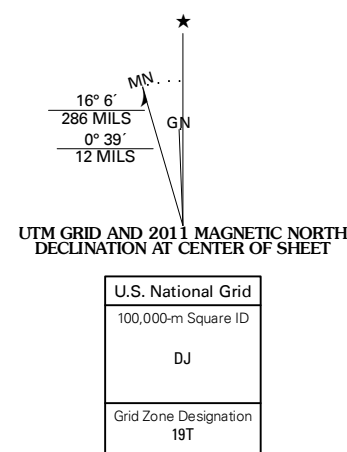 ★
MN
16° 6´
286 MILS
GN
0° 39´
12 MILS
UTM GRID AND 2011 MAGNETIC NORTH
DECLINATION AT CENTER OF SHEET
U.S. National Grid
100,000-m Square ID
DJ
Grid Zone Designation
19T